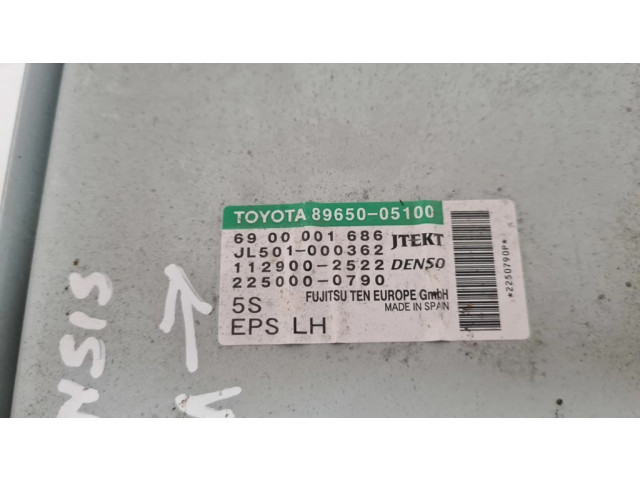 TOYOTA 89650-05100
69 00 001 686 JTEKT
JL501-000362
112900-2522 DENSO
225000-0790
5S FUJITSU TEN EUROPE GmbH
MADE IN SPAIN
EPS LH
*2250790P*
NSIS